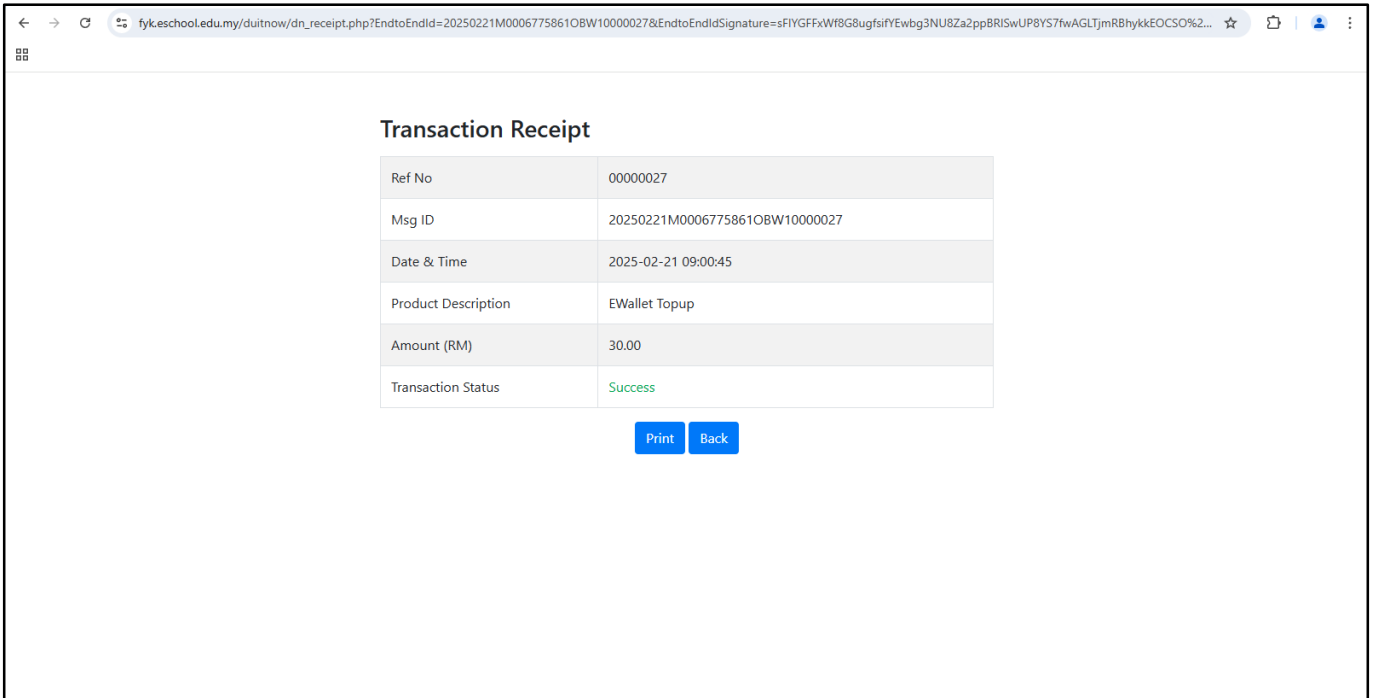 fyk.eschool.edu.my/duitnow/dn_receipt.php?EndtoEndId=20250221M0006775861OBW10000027&EndtoEndIdSignature=sFlYGFFxWf8G8ugfsifYEwbg3NU8Za2ppBRISwUP8YS7fwAGLTjmRBhykkEOCSO%2...
Transaction Receipt
Ref No 00000027
Msg ID 20250221M0006775861OBW10000027
Date & Time 2025-02-21 09:00:45
Product Description EWallet Topup
Amount (RM) 30.00
Transaction Status Success
Print Back